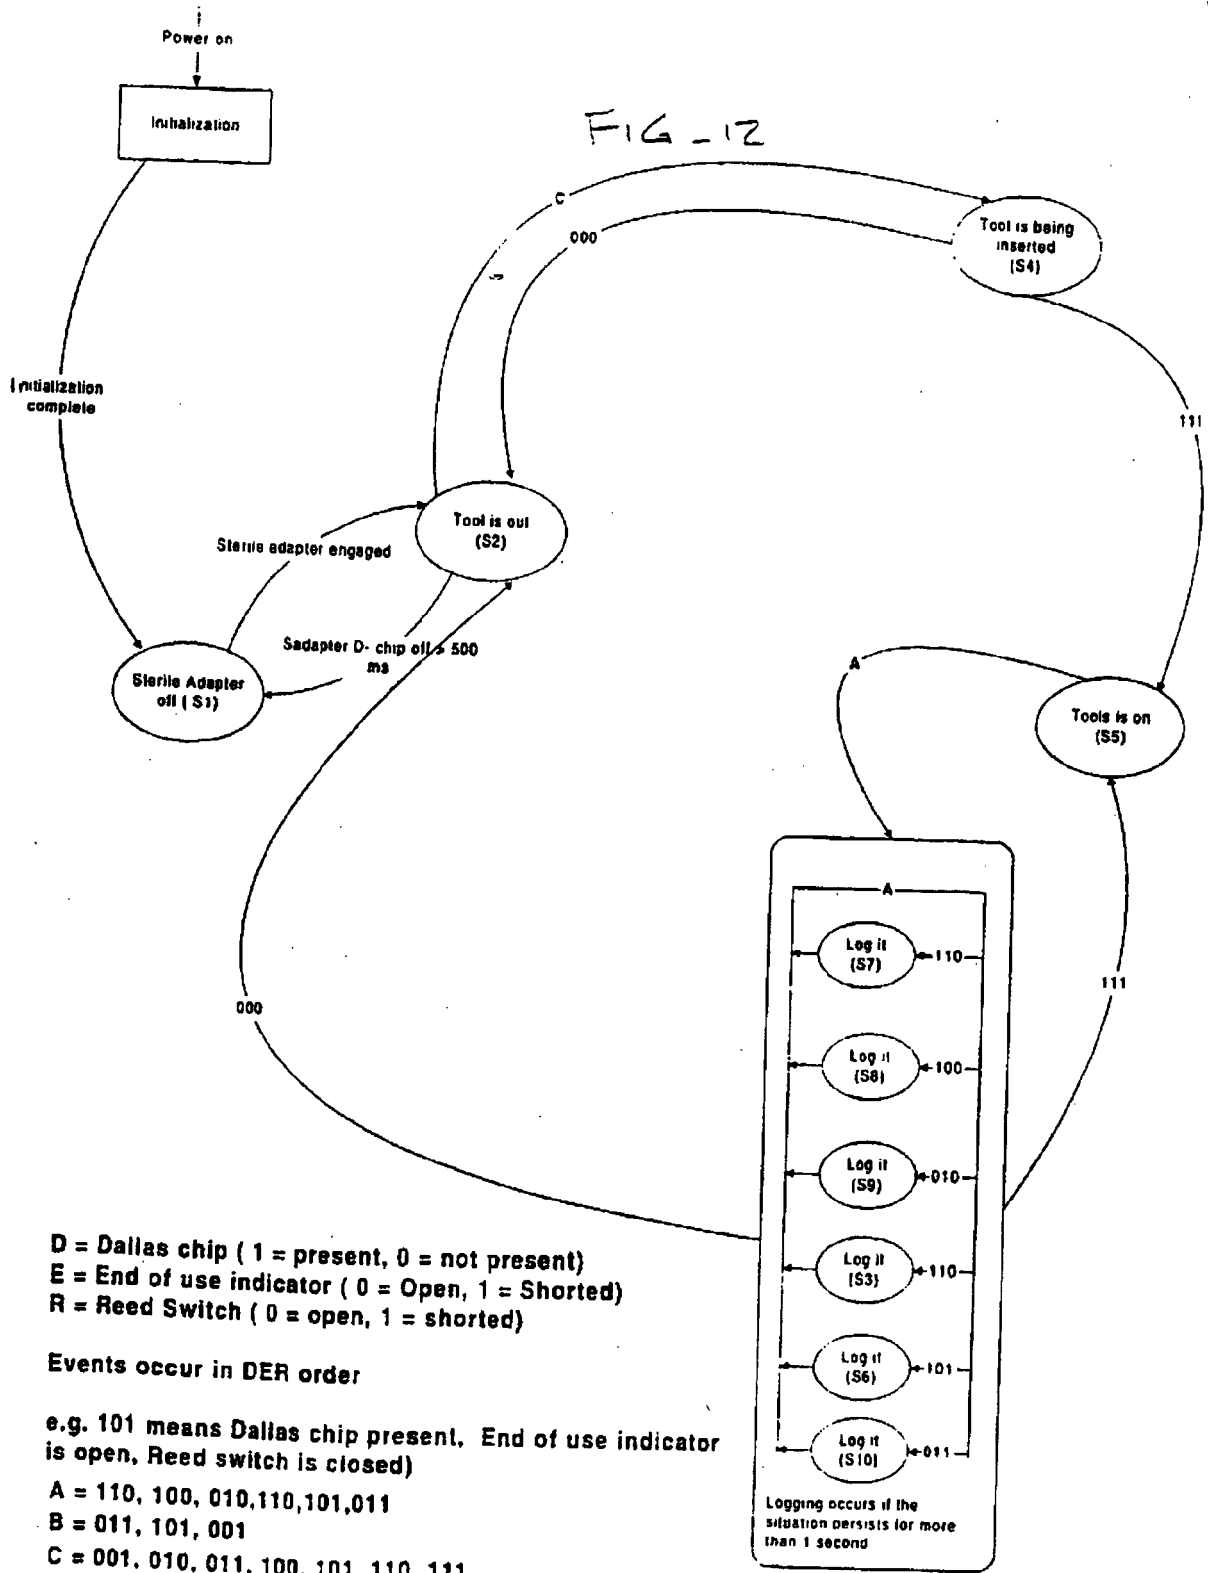 Power on
Initialization
FIG_12
C
000
Tool is being
inserted
(S4)
Initialization
complete
111
Tool is out
(S2)
Sterile adapter engaged
Sadapter D- chip off > 500
ms
Sterile Adapter
off ( S1)
A
Tools is on
(S5)
A
Log it
(S7)
110
000
111
Log it
(S8)
100
Log it
(S9)
010
Log it
(S3)
110
Log it
(S6)
101
Log it
(S10)
011
Logging occurs if the
situation persists for more
than 1 second
D = Dallas chip ( 1 = present, 0 = not present)
E = End of use indicator ( 0 = Open, 1 = Shorted)
R = Reed Switch ( 0 = open, 1 = shorted)
Events occur in DER order
e.g. 101 means Dallas chip present, End of use indicator
is open, Reed switch is closed)
A = 110, 100, 010,110,101,011
B = 011, 101, 001
C = 001, 010, 011, 100, 101, 110, 111